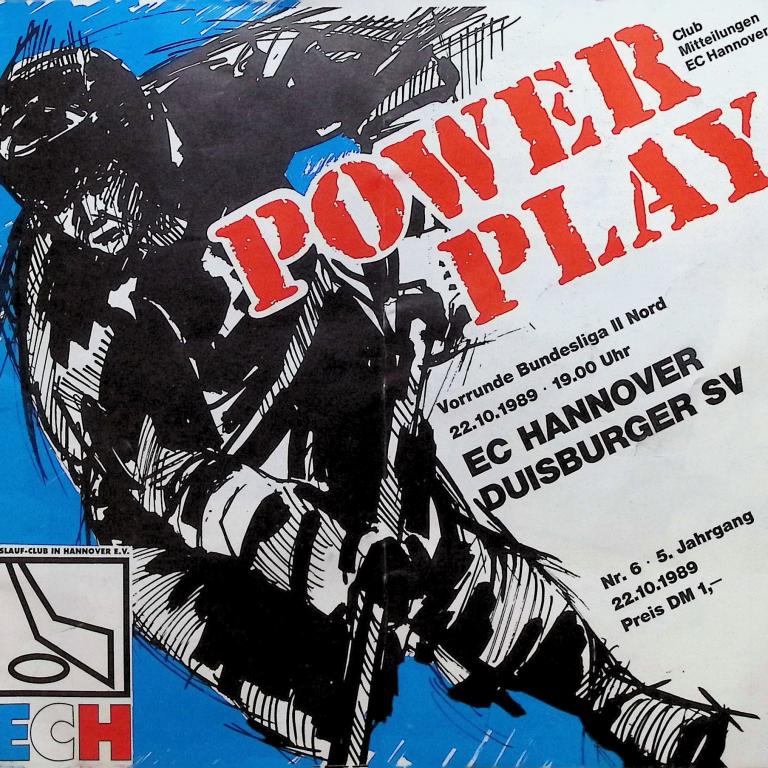 Club
Mitteilungen
EC Hannover
POWER
PLAY
Vorrunde Bundesliga II Nord
22.10.1989 · 19.00 Uhr
EC HANNOVER
DUISBURGER SV
Nr. 6 · 5. Jahrgang
22.10.1989
Preis DM 1,—
SLAUF-CLUB IN HANNOVER E.V.
ECH